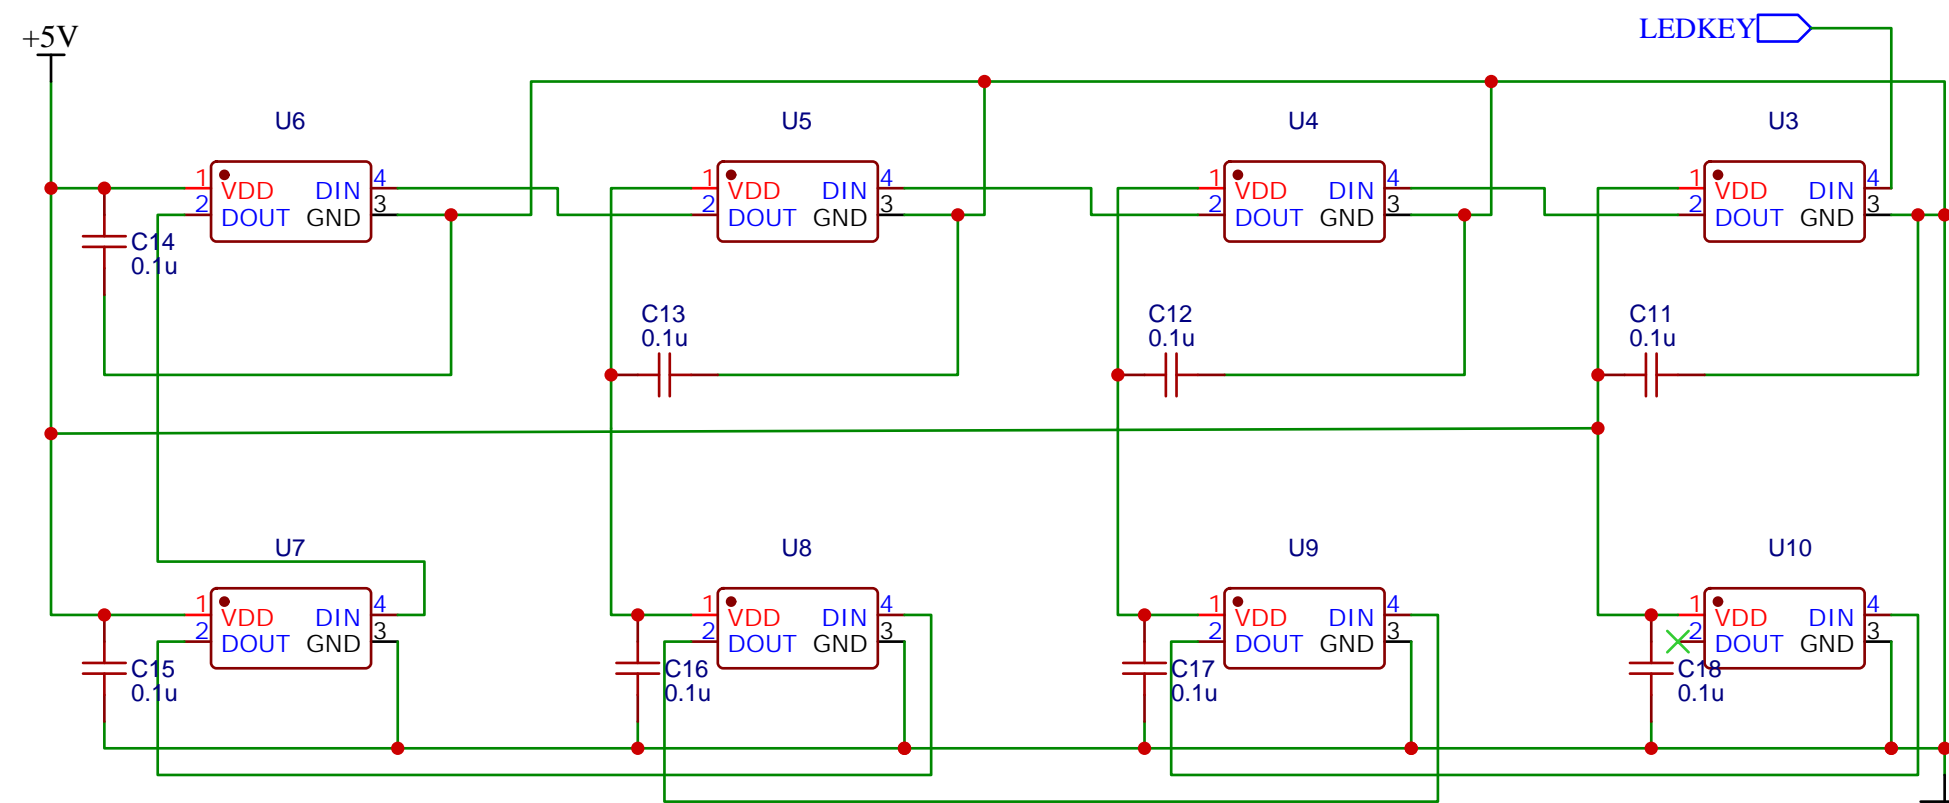 +5V
LEDKEY
U6
U5
U4
U3
1 VDD DIN 4
2 DOUT GND 3
1 VDD DIN 4
2 DOUT GND 3
1 VDD DIN 4
2 DOUT GND 3
1 VDD DIN 4
2 DOUT GND 3
C14
0.1u
C13
0.1u
C12
0.1u
C11
0.1u
U7
U8
U9
U10
1 VDD DIN 4
2 DOUT GND 3
1 VDD DIN 4
2 DOUT GND 3
1 VDD DIN 4
2 DOUT GND 3
1 VDD DIN 4
2 DOUT GND 3
C15
0.1u
C16
0.1u
C17
0.1u
C18
0.1u